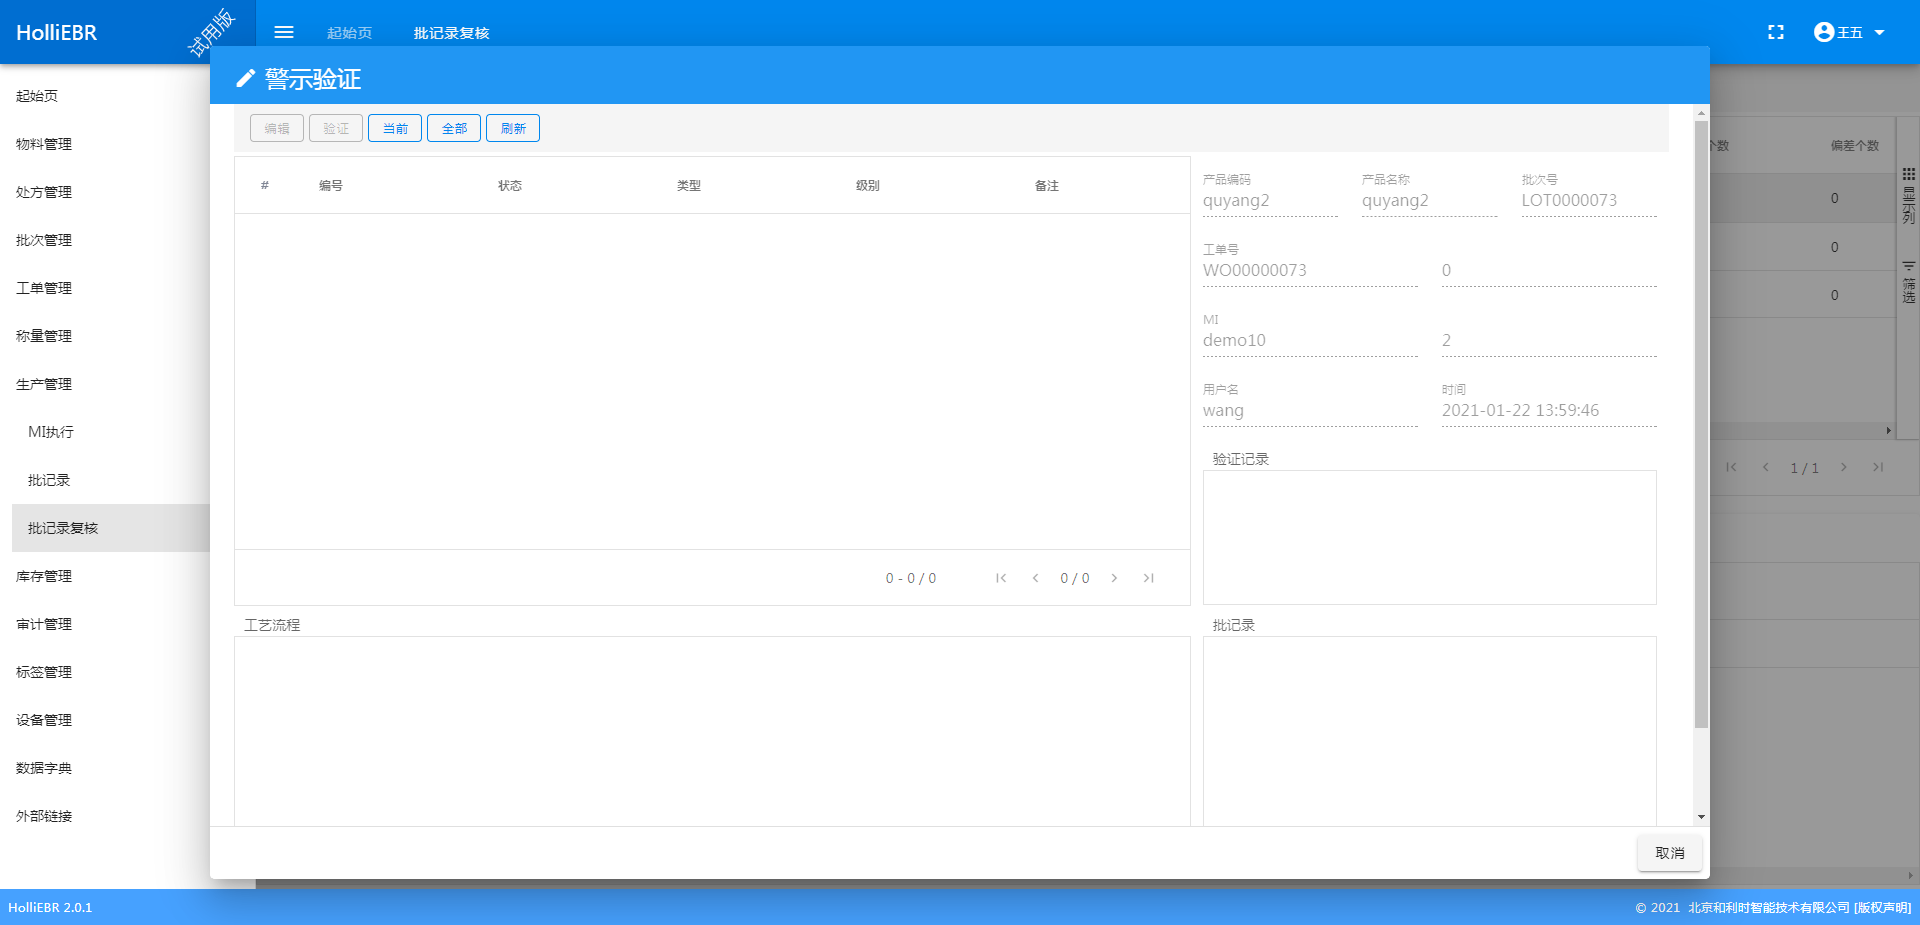 HolliEBR
试用版
起始页
批记录复核
王五
起始页
物料管理
处方管理
批次管理
工单管理
称量管理
生产管理
MI执行
批记录
批记录复核
库存管理
审计管理
标签管理
设备管理
数据字典
外部链接
警示验证
编辑
验证
当前
全部
刷新
# 编号 状态 类型 级别 备注
0 - 0 / 0
0 / 0
工艺流程
产品编码
quyang2
产品名称
quyang2
批次号
LOT0000073
工单号
WO00000073
0
MI
demo10
2
用户名
wang
时间
2021-01-22 13:59:46
验证记录
批记录
取消
个数
偏差个数
0
0
0
显示列
筛选
1 / 1
HolliEBR 2.0.1
© 2021 北京和利时智能技术有限公司 [版权声明]